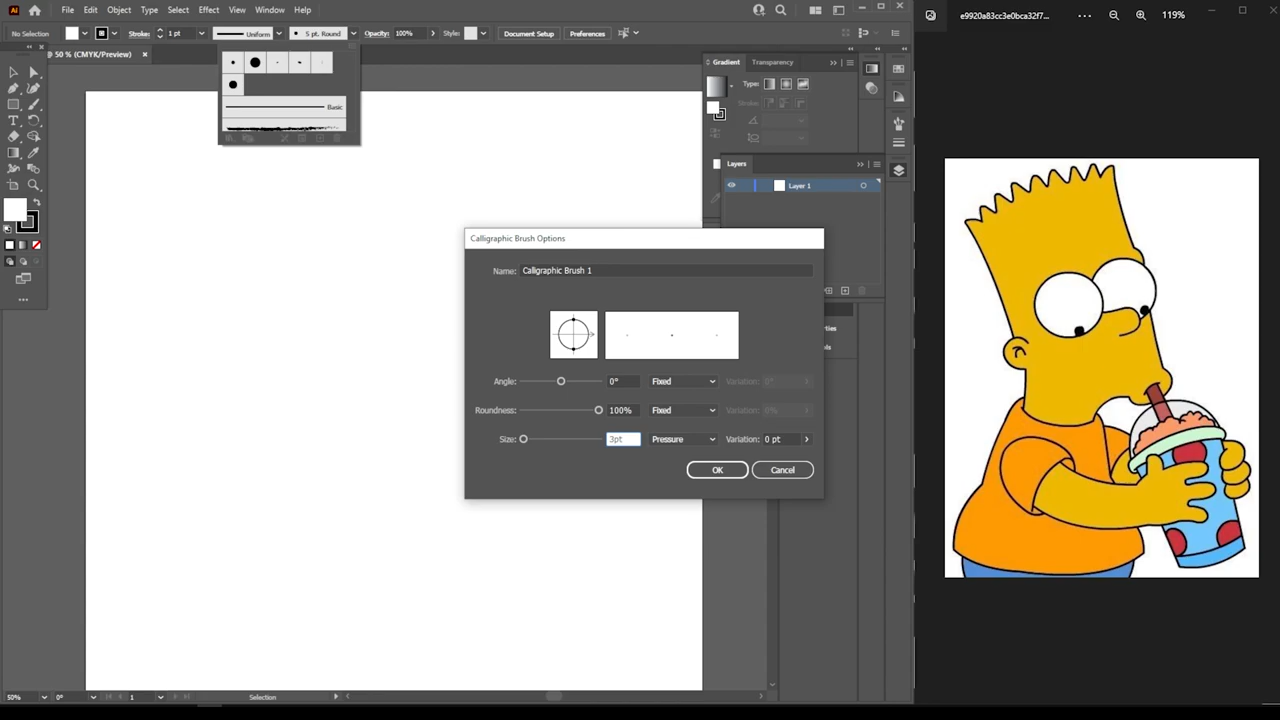 Ai File Edit Object Type Select Effect View Window Help
No Selection Stroke: 1 pt Uniform 5 pt. Round Opacity: 100% Style: Document Setup Preferences
@ 50 % (CMYK/Preview)
Basic
Gradient Transparency
Type:
Stroke:
Layers
Layer 1
Calligraphic Brush Options
Name: Calligraphic Brush 1
Angle: 0° Fixed Variation: 0°
Roundness: 100% Fixed Variation: 0%
Size: 3pt Pressure Variation: 0 pt
OK Cancel
50% 0° 1 Selection
e9920a83cc3e0bca32f7... 119%